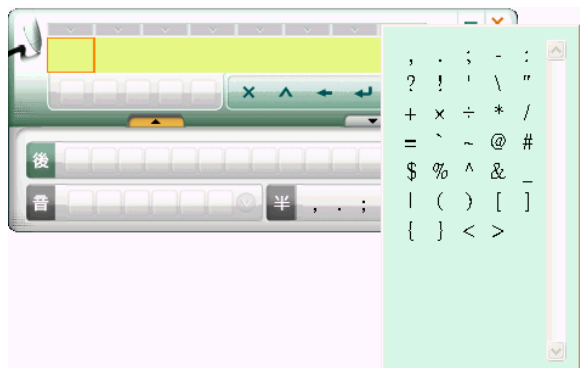 後
音
半 , . ;
, . ; - :
? ! ' \ "
+ × ÷ * /
= ` ~ @ #
$ % ^ & _
| ( ) [ ]
{ } < >